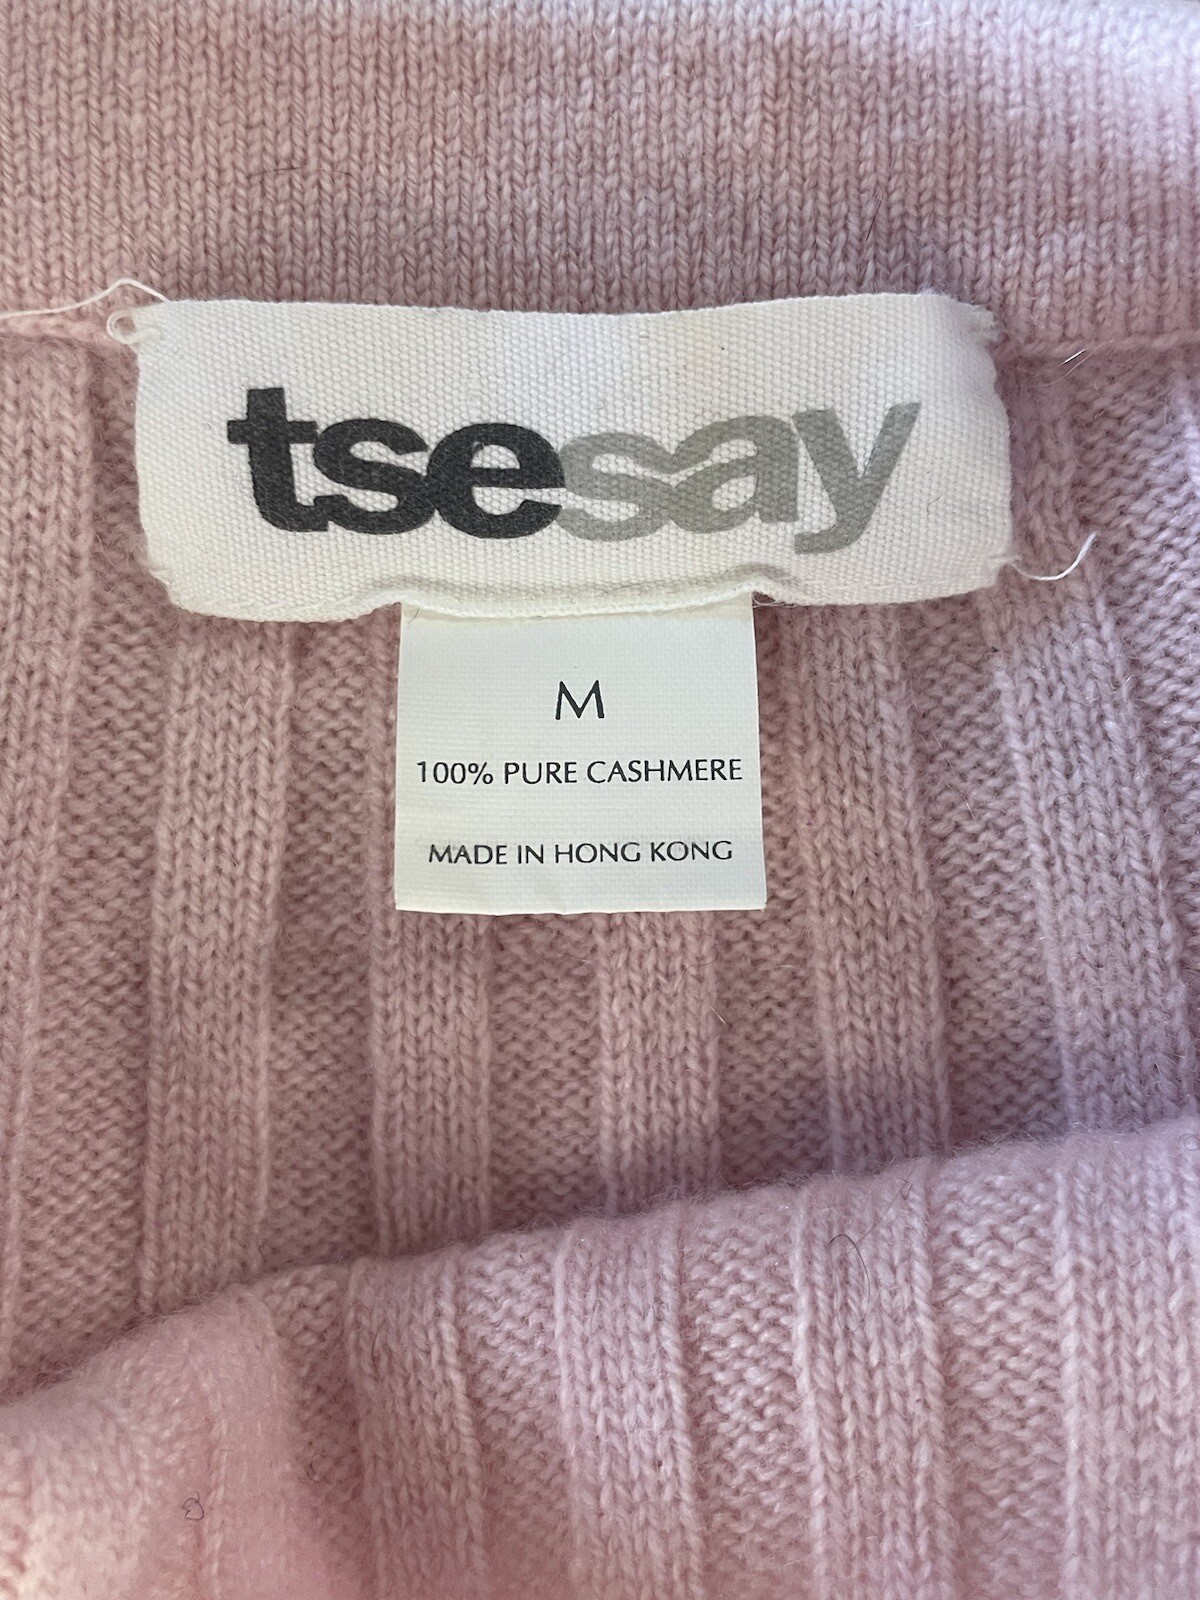 tsesay
M
100% PURE CASHMERE
MADE IN HONG KONG